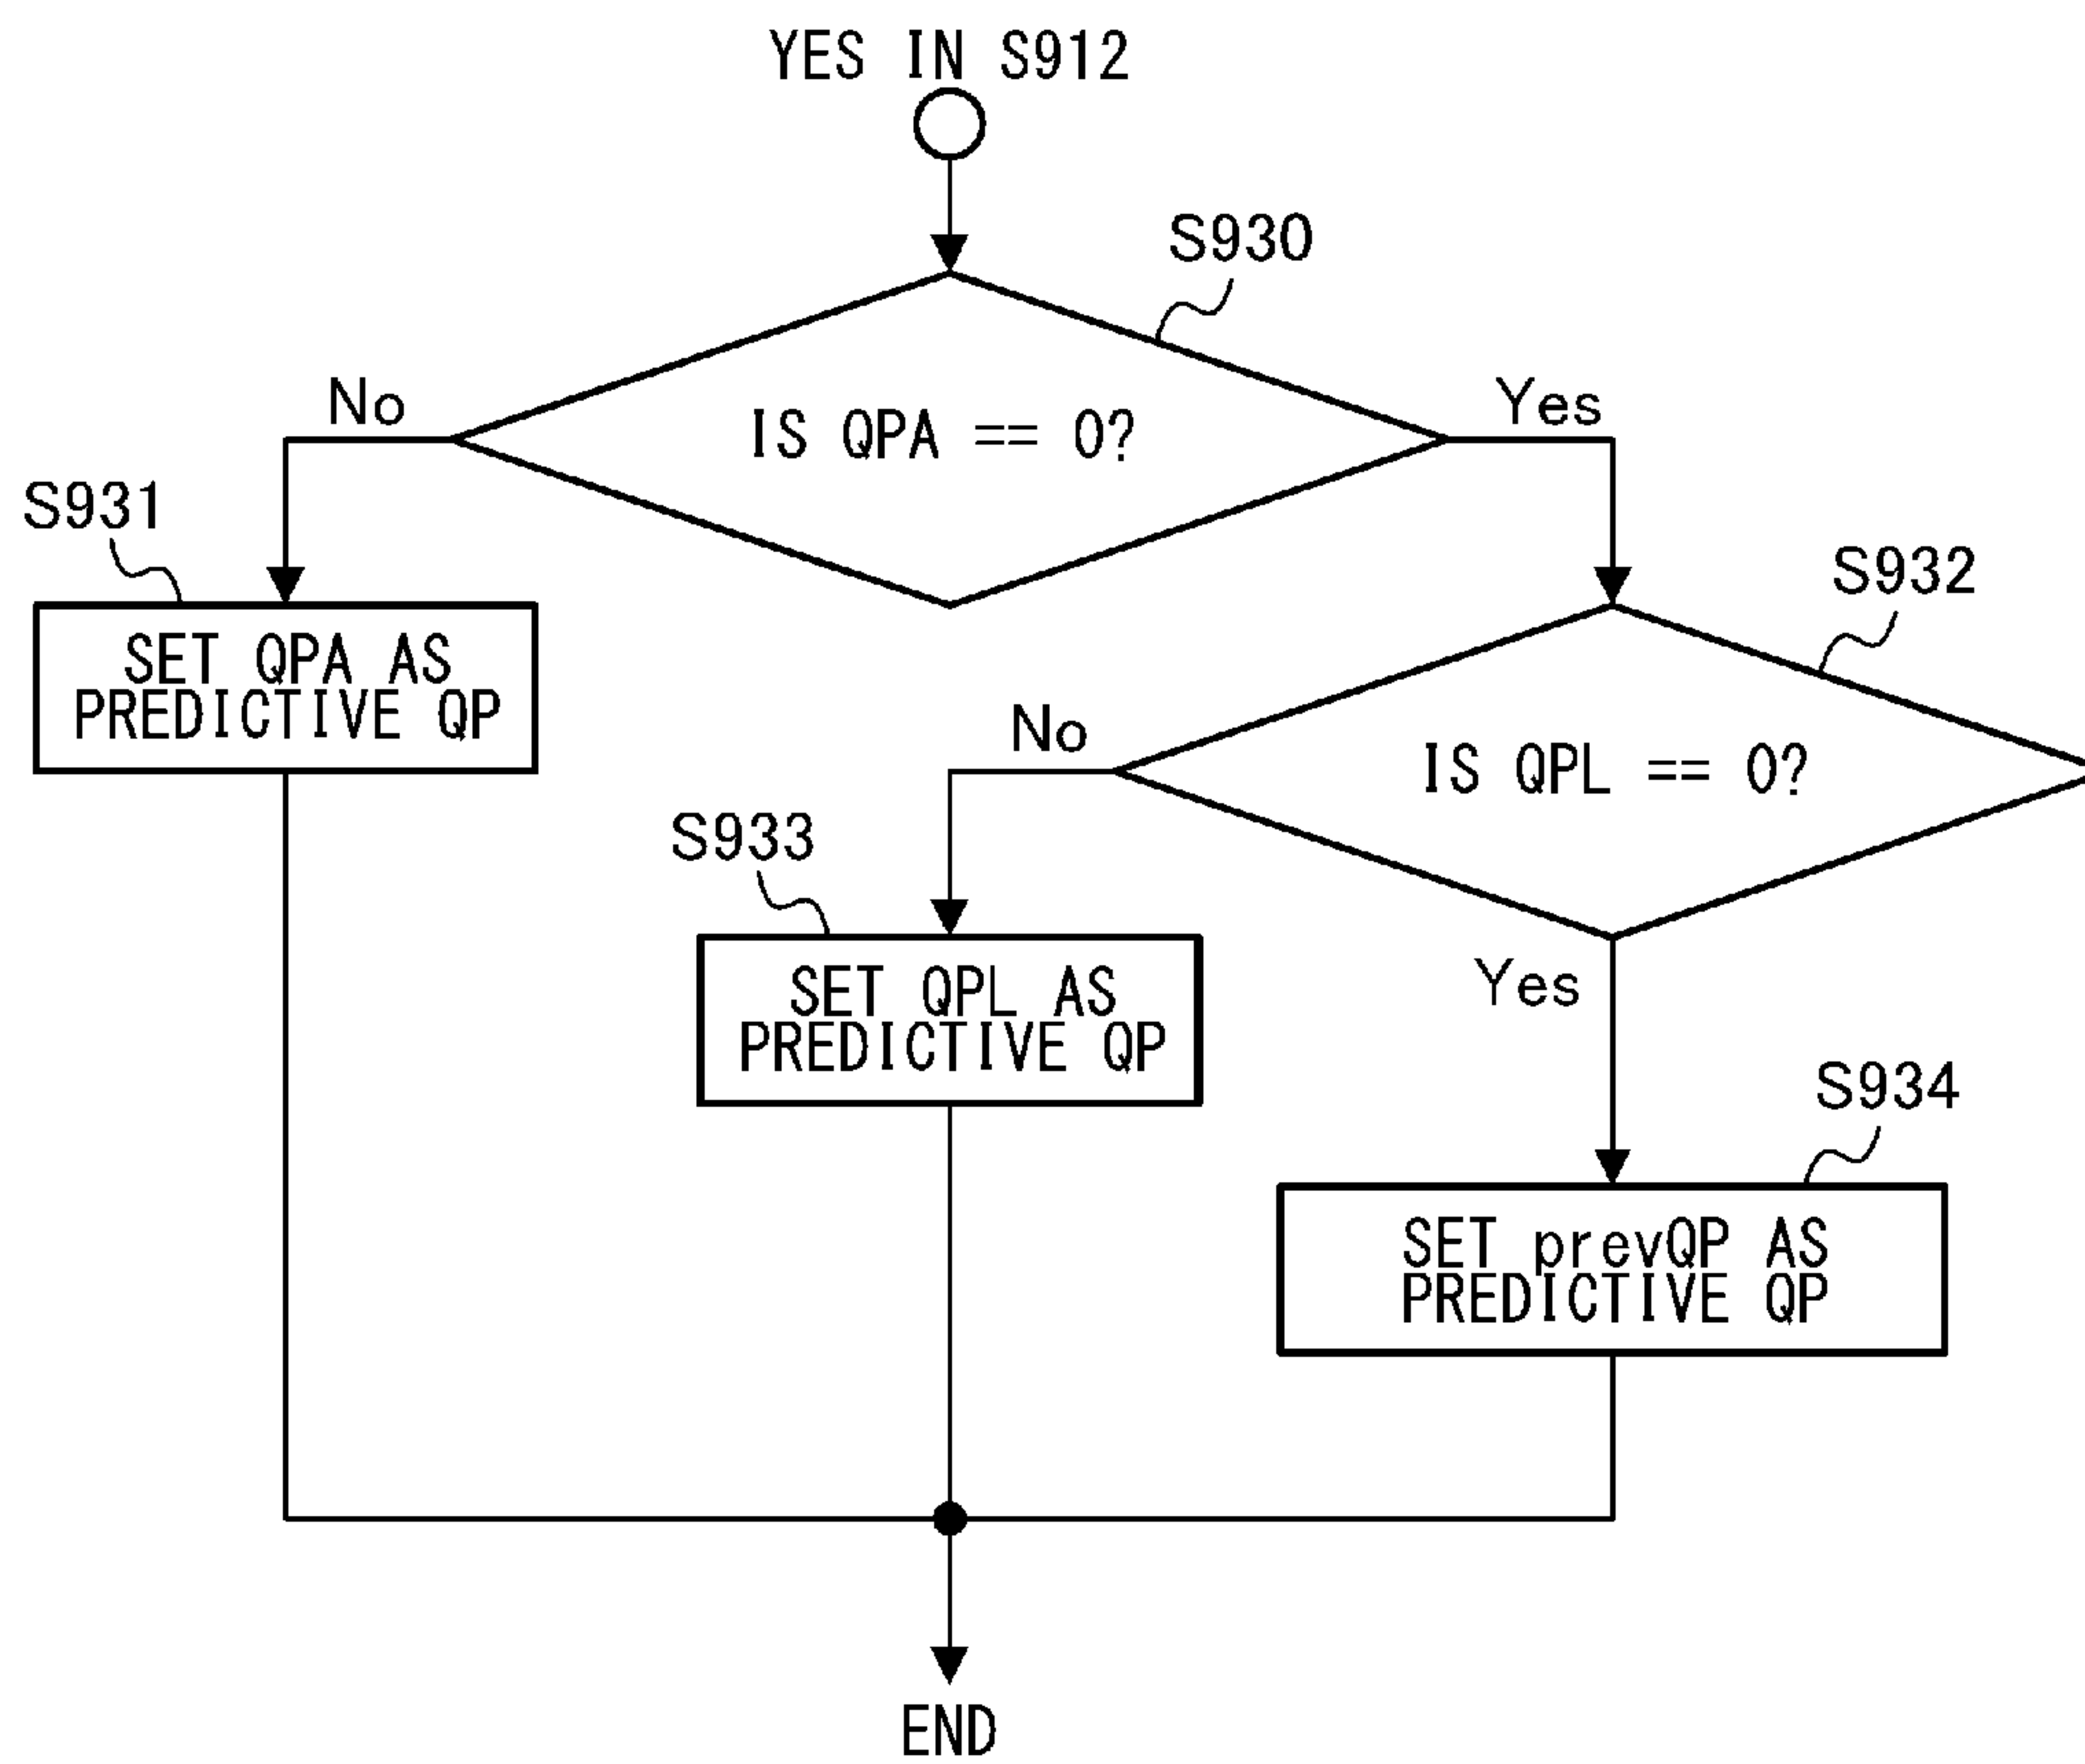 YES IN S912
S930
No
IS QPA == 0?
Yes
S931
SET QPA AS
PREDICTIVE QP
S932
No
IS QPL == 0?
S933
SET QPL AS
PREDICTIVE QP
Yes
S934
SET prevQP AS
PREDICTIVE QP
END